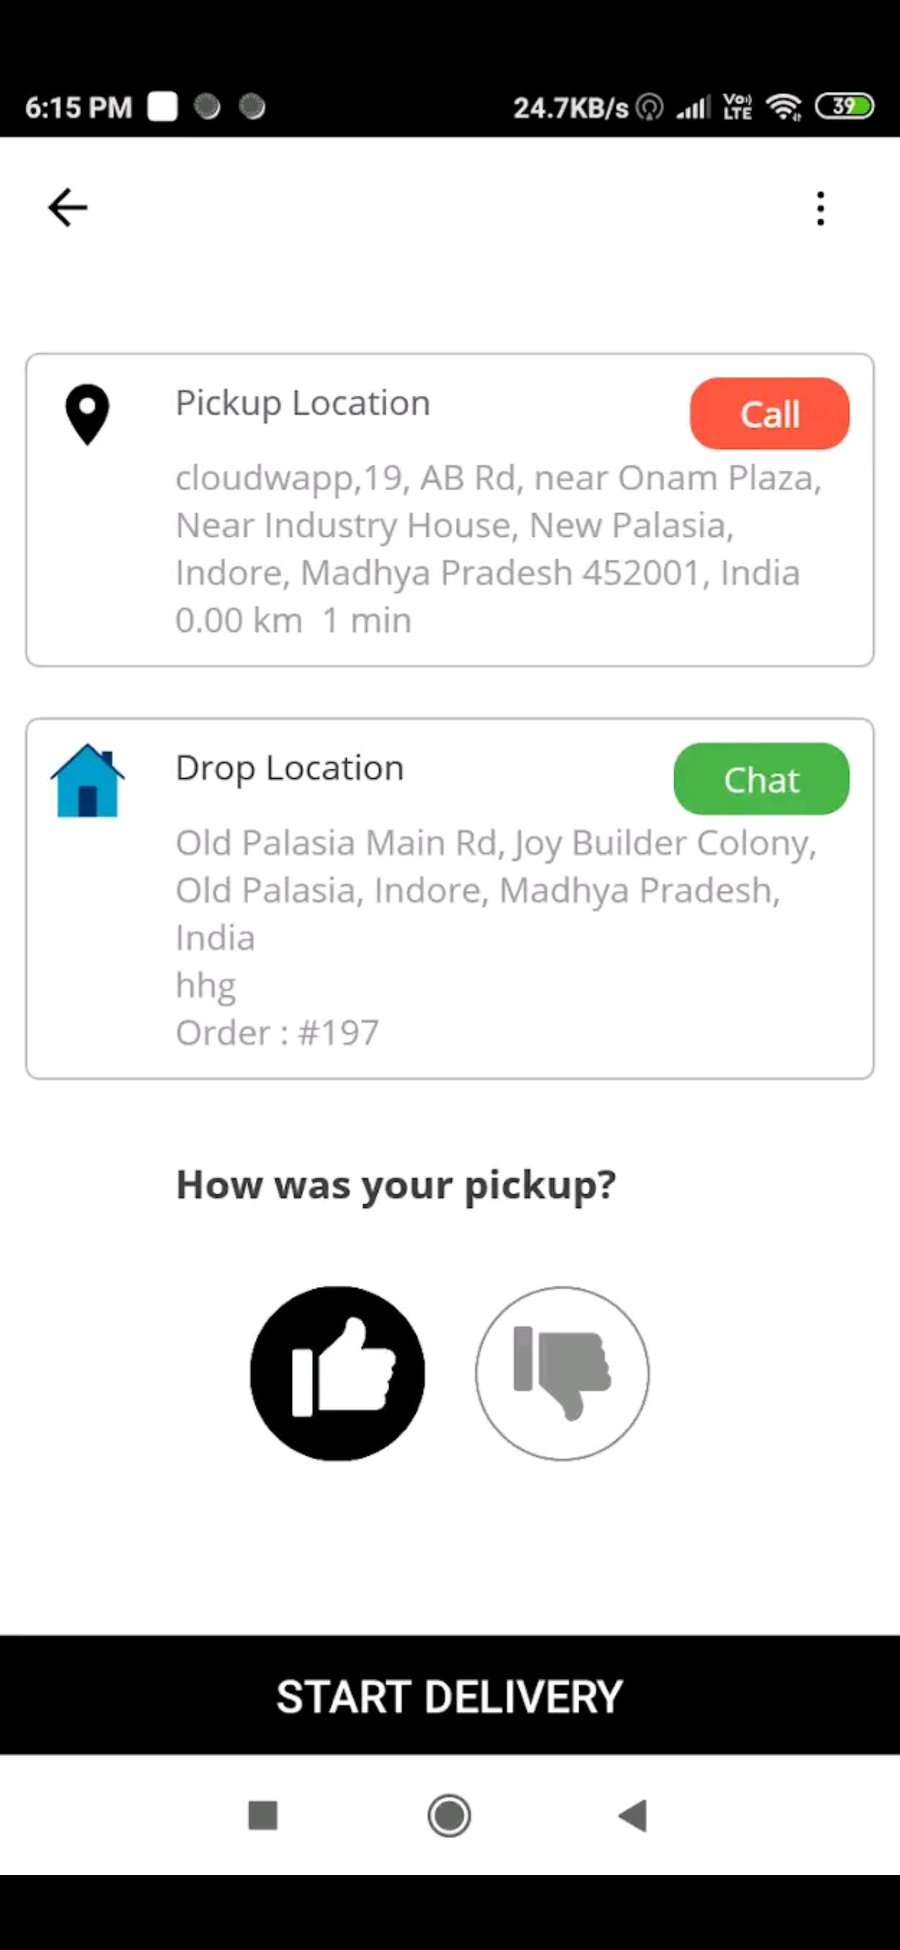 6:15 PM 24.7KB/s Vo) LTE 39
Pickup Location
Call
cloudwapp,19, AB Rd, near Onam Plaza,
Near Industry House, New Palasia,
Indore, Madhya Pradesh 452001, India
0.00 km 1 min
Drop Location
Chat
Old Palasia Main Rd, Joy Builder Colony,
Old Palasia, Indore, Madhya Pradesh,
India
hhg
Order : #197
How was your pickup?
START DELIVERY